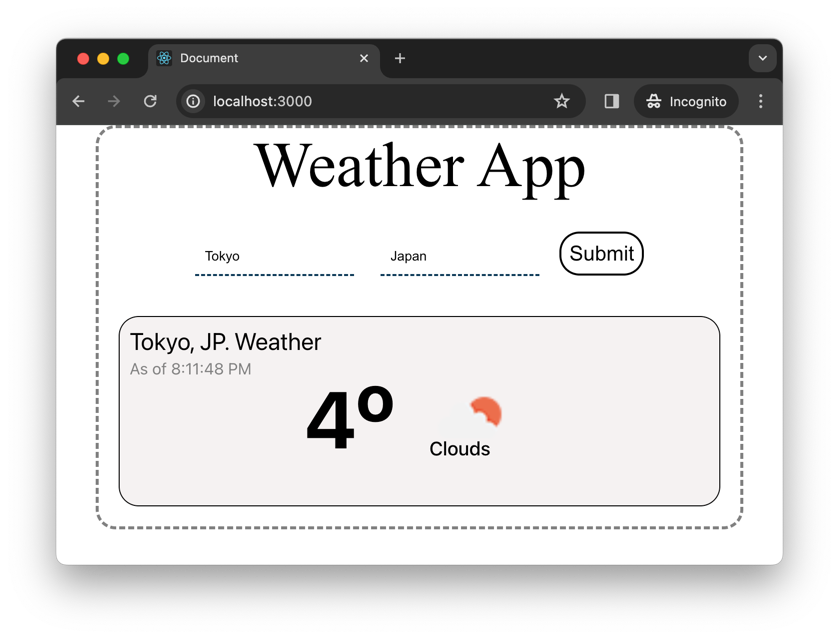 Document
localhost:3000
Incognito
Weather App
Tokyo
Japan
Submit
Tokyo, JP. Weather
As of 8:11:48 PM
4º
Clouds